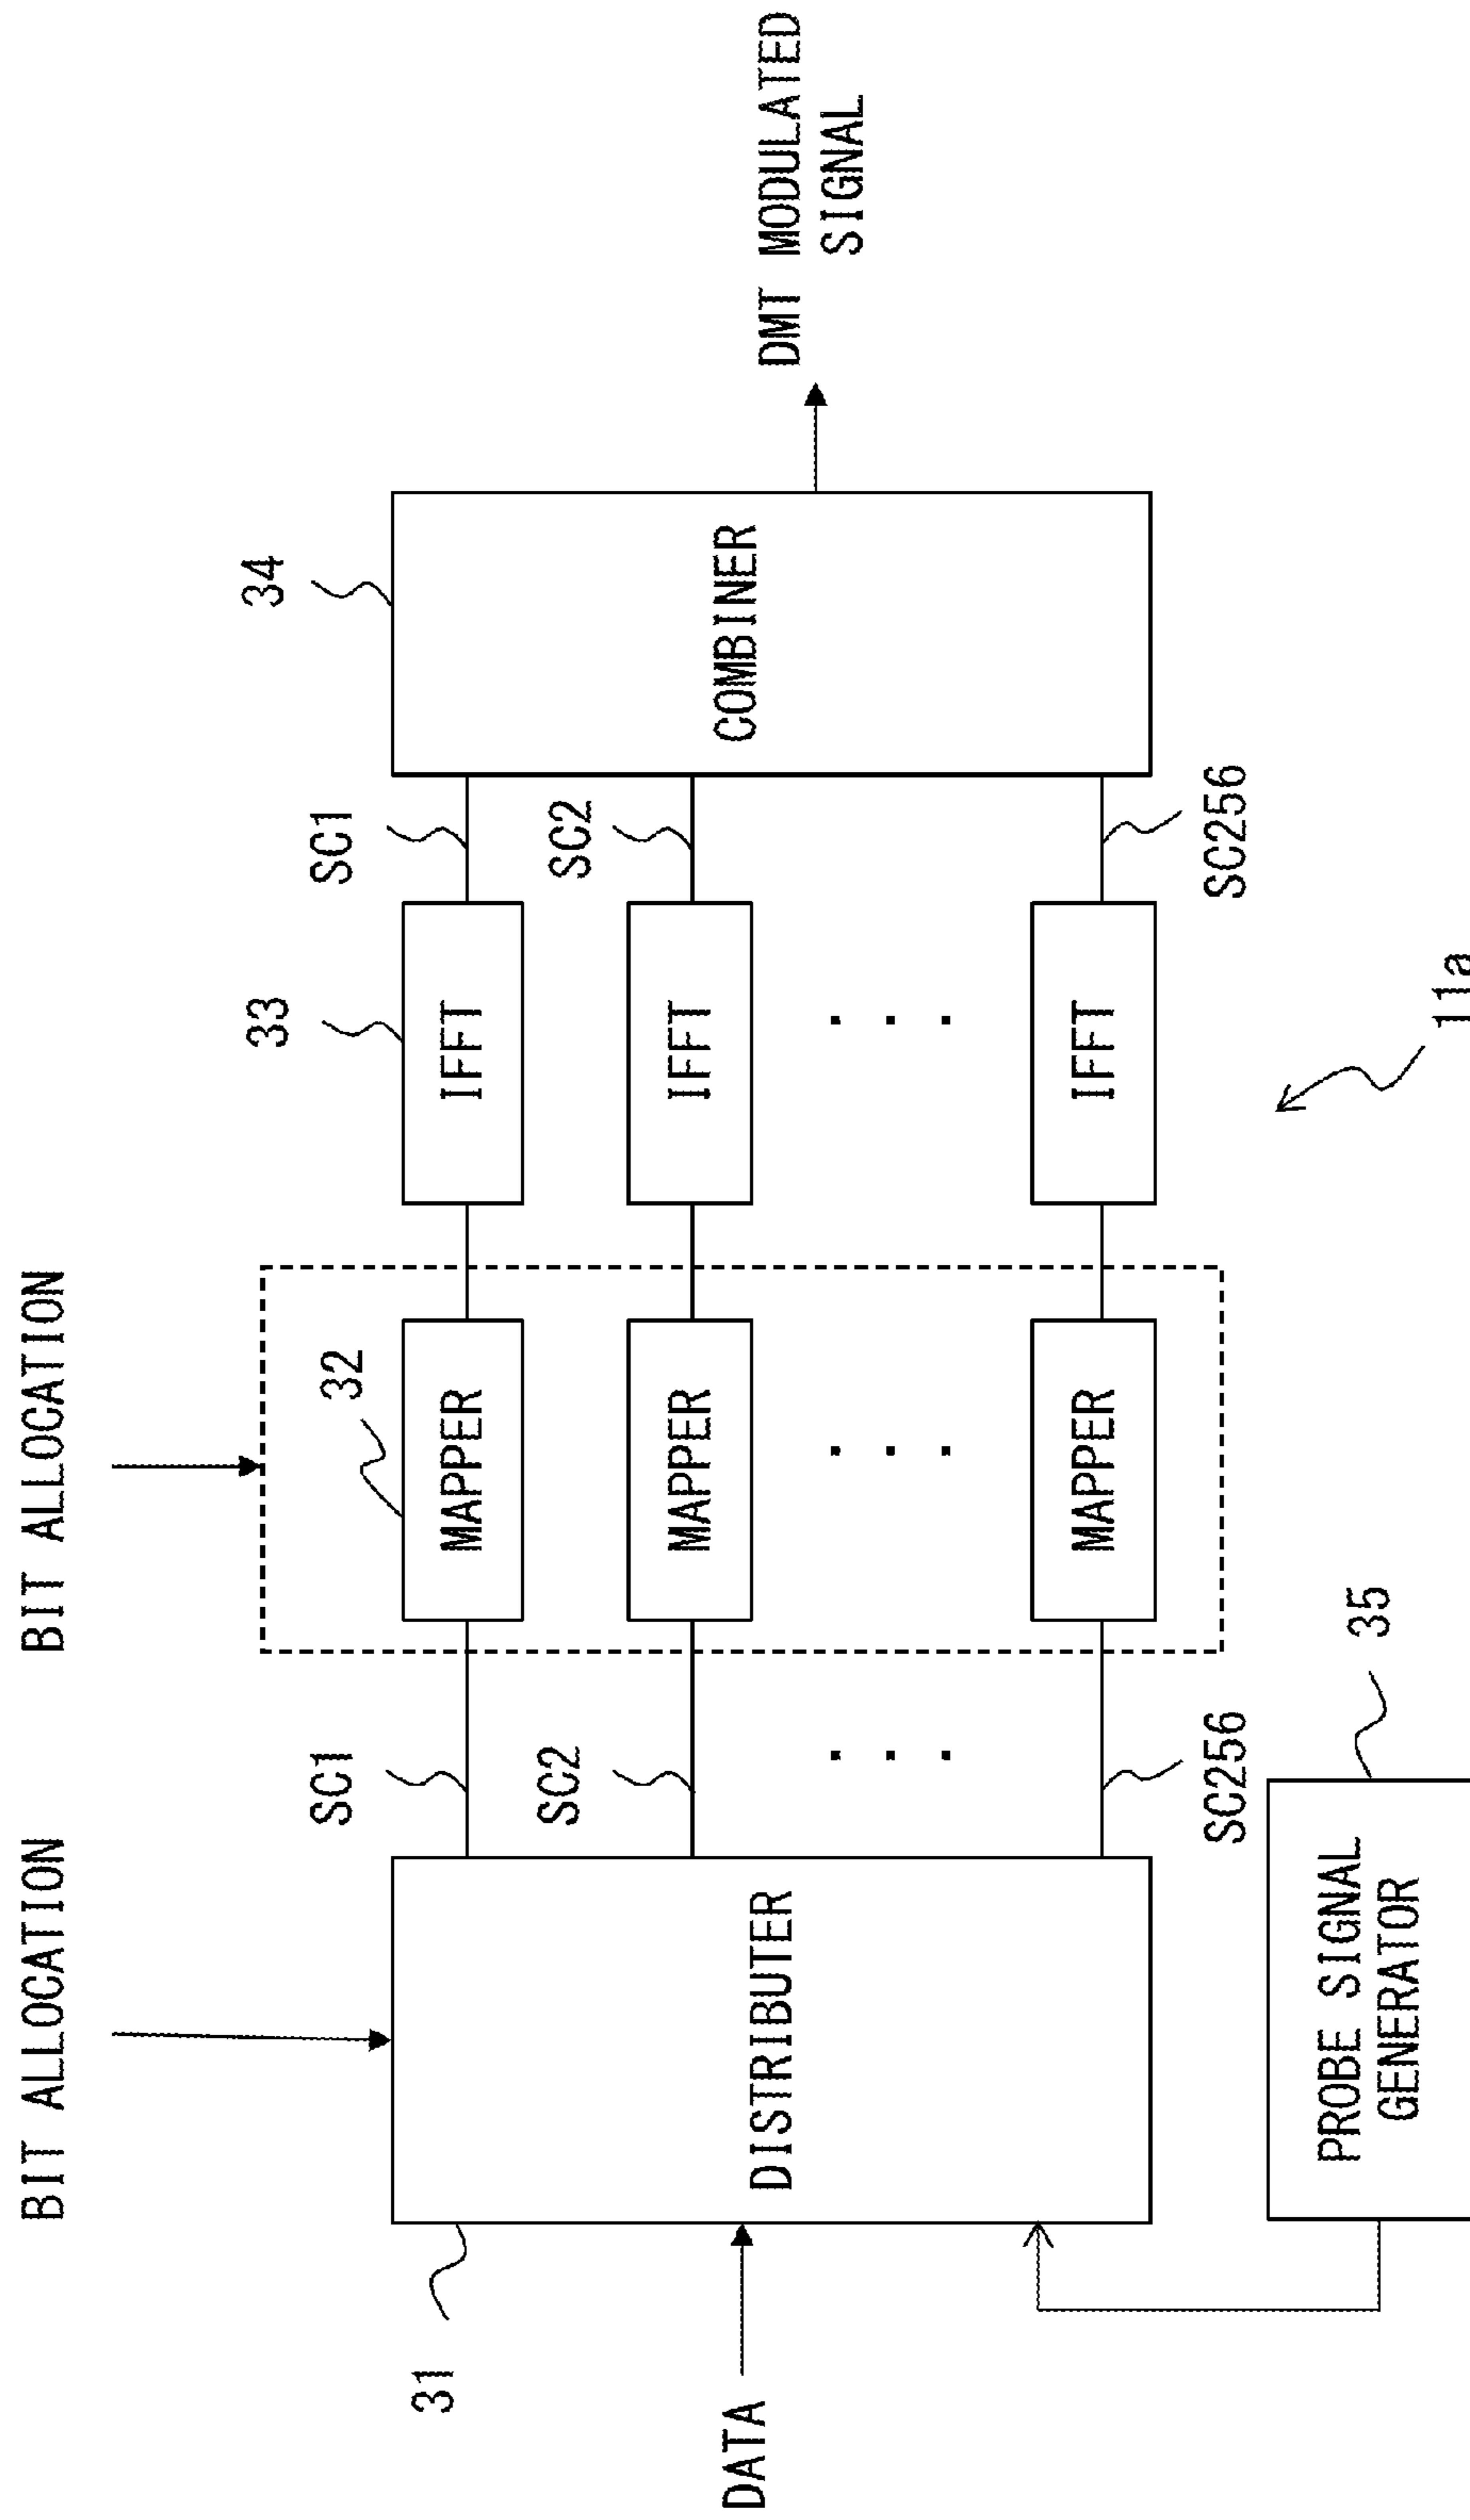 BIT ALLOCATION
BIT ALLOCATION
34
33
32
SC1
SC1
31
MAPPER
IFFT
SC2
SC2
MAPPER
IFFT
DATA
DISTRIBUTER
. . .
. . .
. . .
COMBINER
DMT MODULATED
SIGNAL
MAPPER
IFFT
SC256
SC256
PROBE SIGNAL
GENERATOR
35
11a